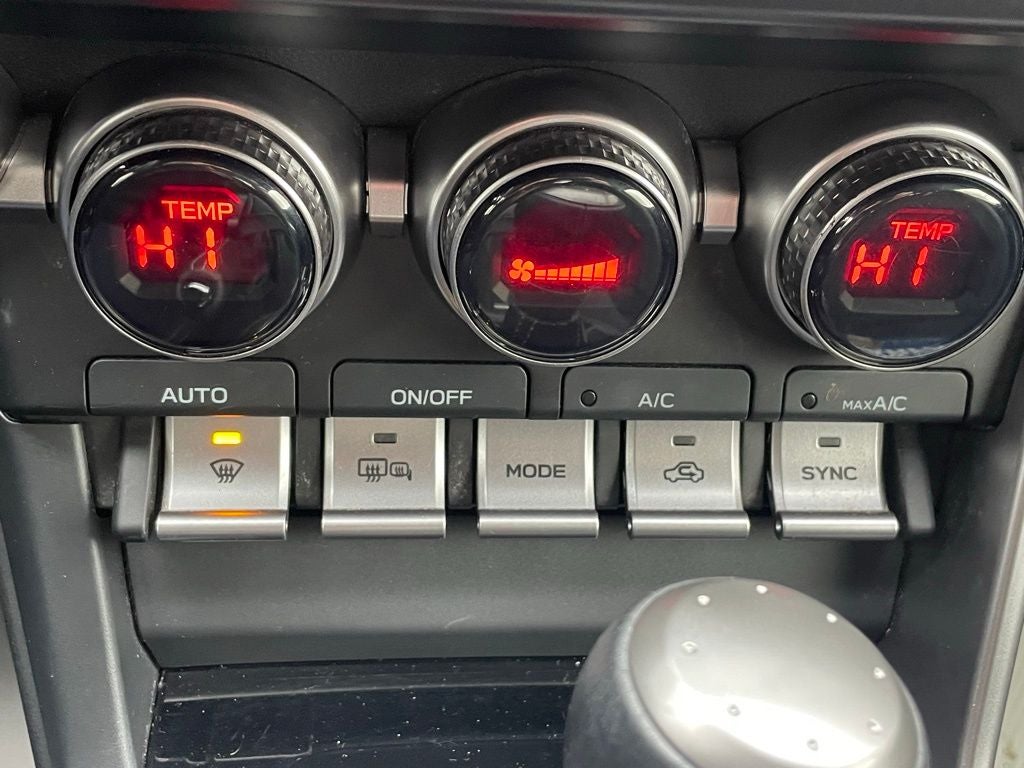 TEMP
HI
TEMP
HI
AUTO
ON/OFF
A/C
MAXA/C
MODE
SYNC